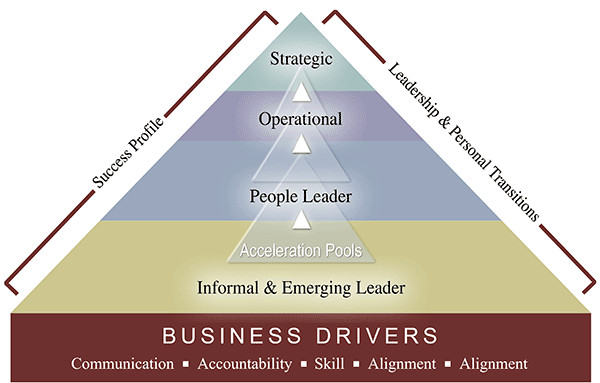 Strategic
Operational
People Leader
Acceleration Pools
Informal & Emerging Leader
Success Profile
Leadership & Personal Transitions
BUSINESS DRIVERS
Communication ▪ Accountability ▪ Skill ▪ Alignment ▪ Alignment